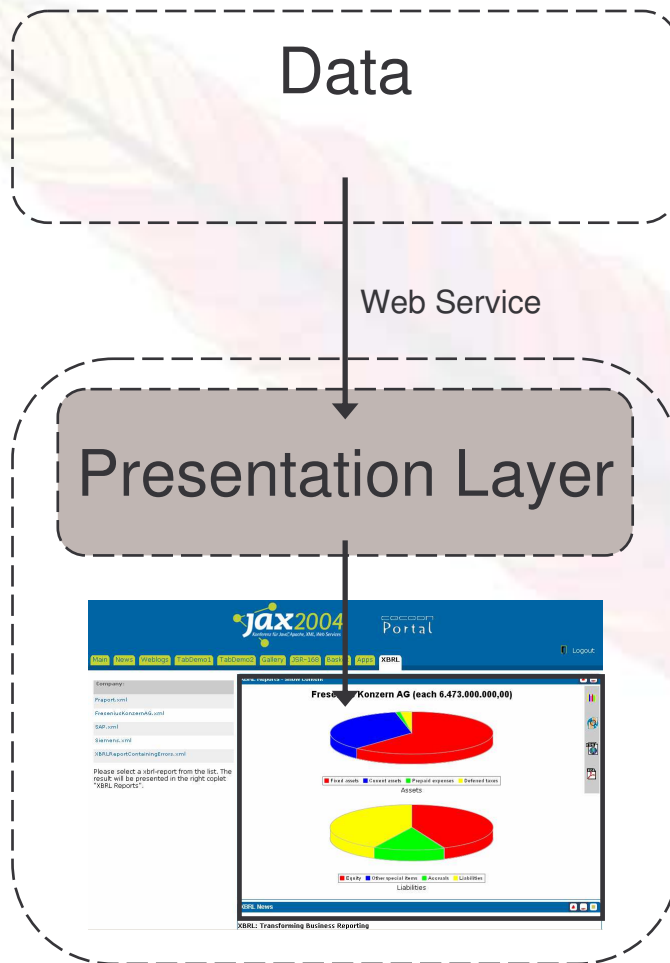 Data
Web Service
Presentation Layer
jax2004
Konferenz für Java, Apache, XML, Web Services
cocoon
Portal
Logout
Main News Weblogs TabDemo1 TabDemo2 Gallery JSR-168 Apps XBRL
XBRL Reports - Show Content
Company:
Fraport.xml
FreseniusKonzernAG.xml
SAP.xml
Siemens.xml
XBRLReportContainingErrors.xml
Please select a xbrl-report from the list. The
result will be presented in the right coplet
"XBRL Reports".
Konzern AG (each 6.473.000.000,00)
Fixed assets Current assets Prepaid expenses Deferred taxes
Assets
Equity Other special items Accruals Liabilities
Liabilities
XBRL News
XBRL: Transforming Business Reporting